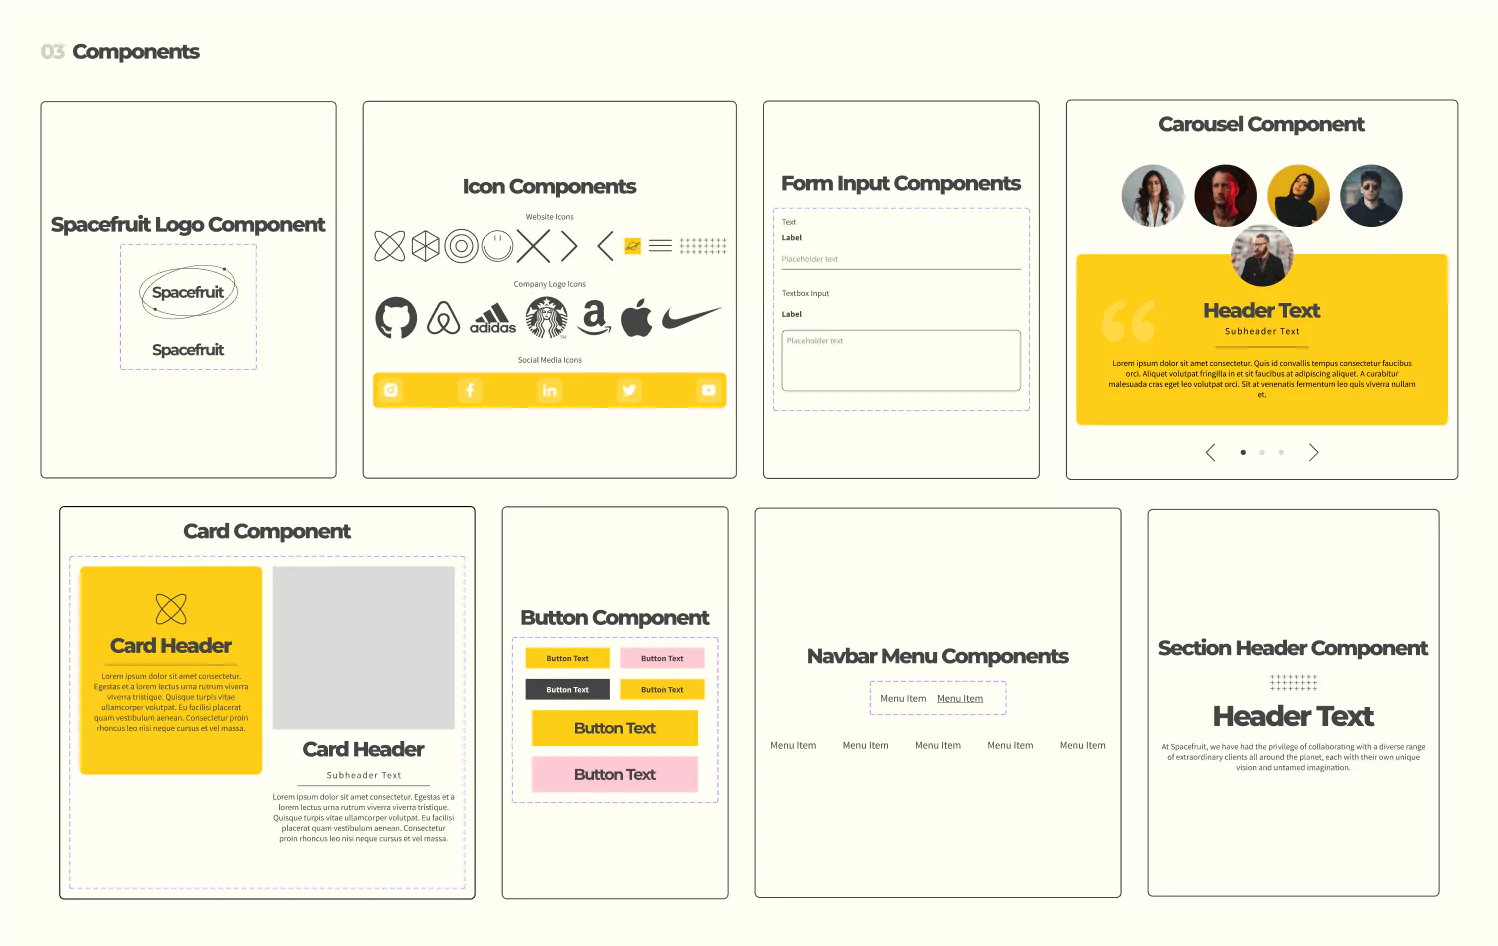 03 Components
Spacefruit Logo Component
Spacefruit
Spacefruit
Icon Components
Website Icons
Company Logo Icons
adidas
a
TM
Social Media Icons
in
Form Input Components
Text
Label
Placeholder text
Textbox Input
Label
Placeholder text
Carousel Component
“
Header Text
Subheader Text
Lorem ipsum dolor sit amet consectetur. Quis id convallis tempus consectetur faucibus
orci. Aliquet volutpat fringilla in et sit faucibus at adipiscing aliquet. A curabitur
malesuada cras eget leo volutpat orci. Sit at venenatis fermentum leo quis viverra nullam
et.
Card Component
Card Header
Lorem ipsum dolor sit amet consectetur.
Egestas et a lorem lectus urna rutrum viverra
viverra tristique. Quisque turpis vitae
ullamcorper volutpat. Eu facilisi placerat
quam vestibulum aenean. Consectetur proin
rhoncus leo nisi neque cursus et vel massa.
Card Header
Subheader Text
Lorem ipsum dolor sit amet consectetur. Egestas et a
lorem lectus urna rutrum viverra viverra tristique.
Quisque turpis vitae ullamcorper volutpat. Eu facilisi
placerat quam vestibulum aenean. Consectetur
proin rhoncus leo nisi neque cursus et vel massa.
Button Component
Button Text
Button Text
Button Text
Button Text
Button Text
Button Text
Navbar Menu Components
Menu Item Menu Item
Menu Item Menu Item Menu Item Menu Item Menu Item
Section Header Component
Header Text
At Spacefruit, we have had the privilege of collaborating with a diverse range
of extraordinary clients all around the planet, each with their own unique
vision and untamed imagination.